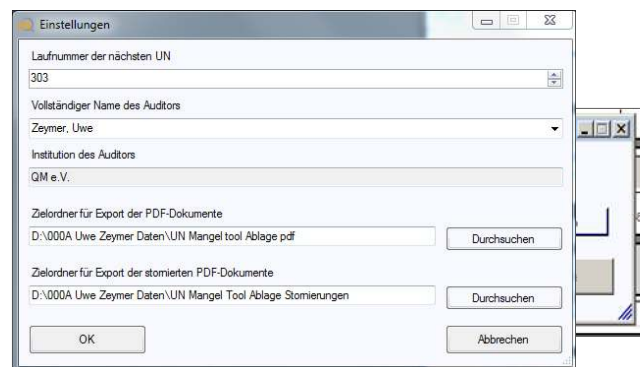 Einstellungen
Laufnummer der nächsten UN
303
Vollständiger Name des Auditors
Zeymer, Uwe
Institution des Auditors
QM e.V.
Zielordner für Export der PDF-Dokumente
D:\000A Uwe Zeymer Daten\UN Mangel tool Ablage pdf
Durchsuchen
Zielordner für Export der stornierten PDF-Dokumente
D:\000A Uwe Zeymer Daten\UN Mangel Tool Ablage Stornierungen
Durchsuchen
OK
Abbrechen